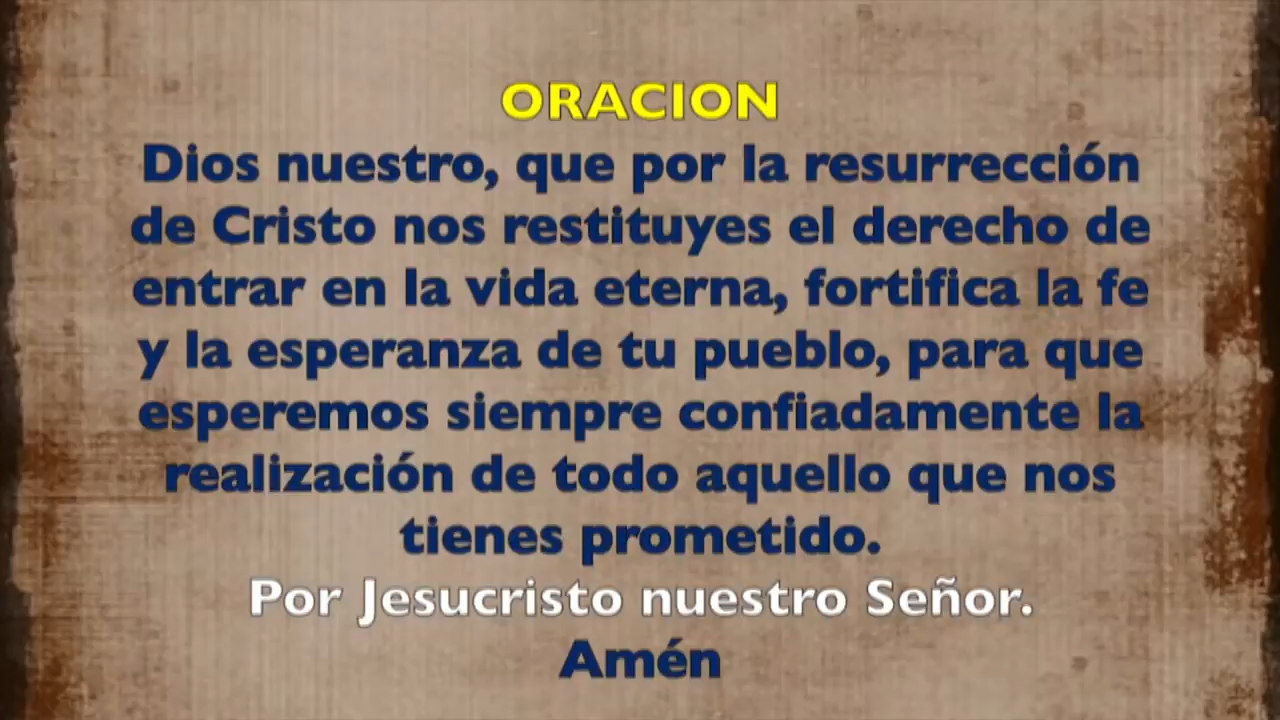 ORACION
Dios nuestro, que por la resurrección
de Cristo nos restituyes el derecho de
entrar en la vida eterna, fortifica la fe
y la esperanza de tu pueblo, para que
esperemos siempre confiadamente la
realización de todo aquello que nos
tienes prometido.
Por Jesucristo nuestro Señor.
Amén